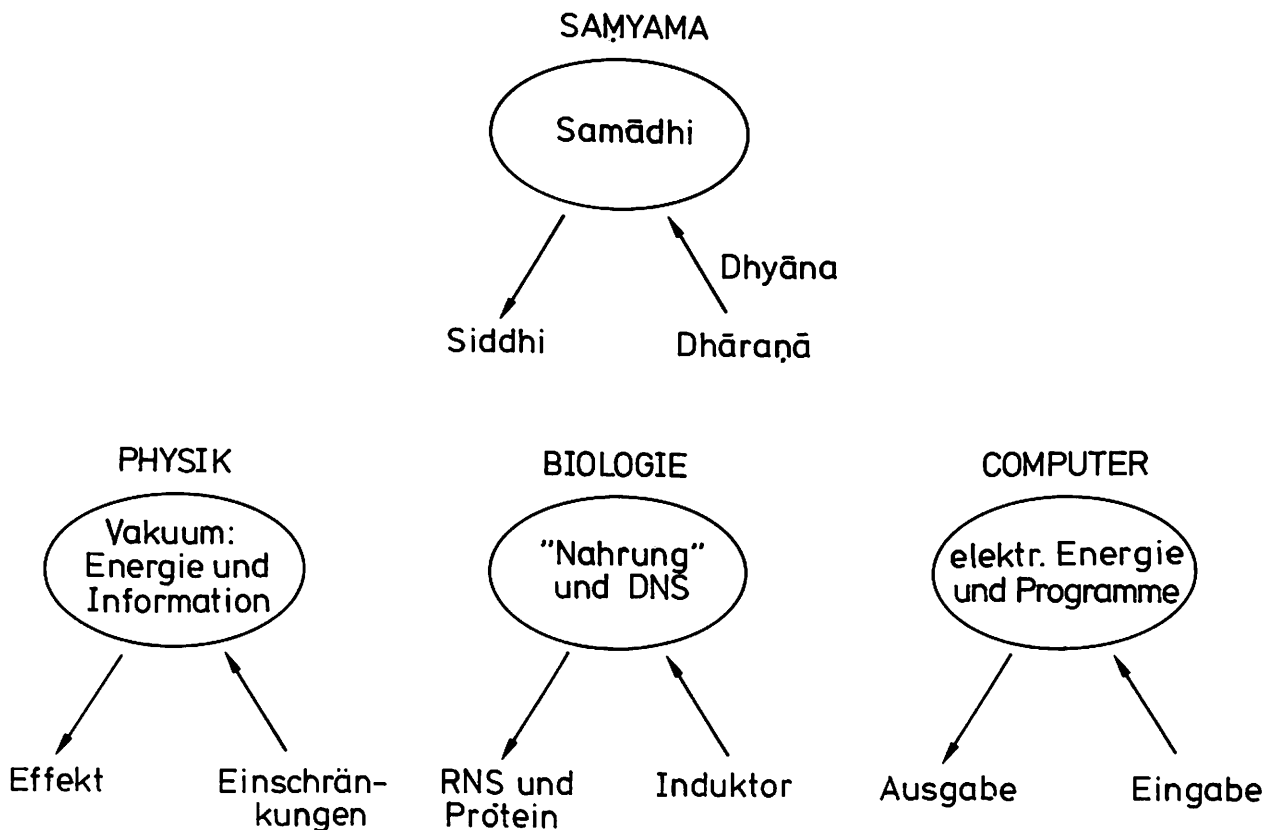 SAṂYAMA
Samādhi
Dhyāna
Siddhi
Dhāraṇā
PHYSIK
Vakuum:
Energie und
Information
Effekt
Einschrän-
kungen
BIOLOGIE
"Nahrung"
und DNS
RNS und
Protein
Induktor
COMPUTER
elektr. Energie
und Programme
Ausgabe
Eingabe